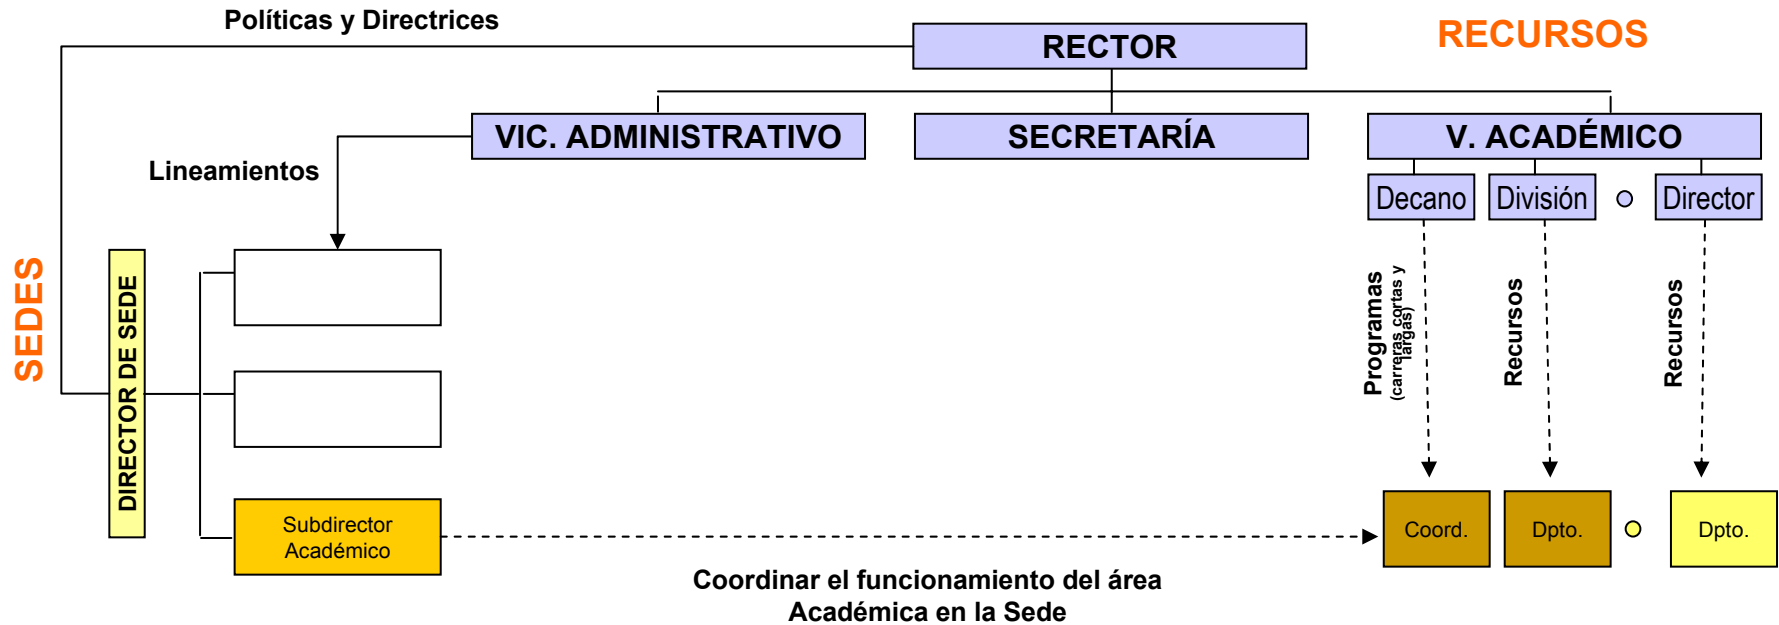 Políticas y Directrices
RECTOR
RECURSOS
VIC. ADMINISTRATIVO
SECRETARÍA
V. ACADÉMICO
Lineamientos
Decano
División
Director
SEDES
DIRECTOR DE SEDE
Programas
(carreras cortas y
largas)
Recursos
Recursos
Subdirector
Académico
Coord.
Dpto.
Dpto.
Coordinar el funcionamiento del área
Académica en la Sede